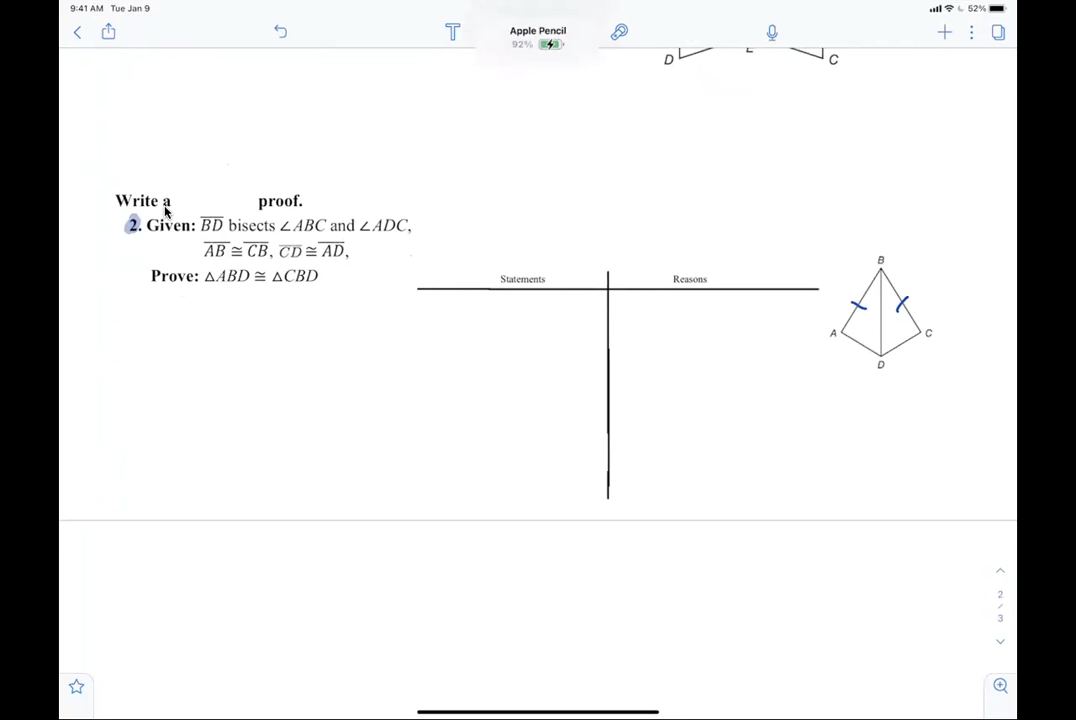 9:41 AM Tue Jan 9
52%
Apple Pencil
92%
D
C
Write a proof.
2. Given: BD bisects ∠ABC and ∠ADC,
AB ≅ CB, CD ≅ AD,
Prove: △ABD ≅ △CBD
Statements Reasons
B
A
C
D
2
/
3